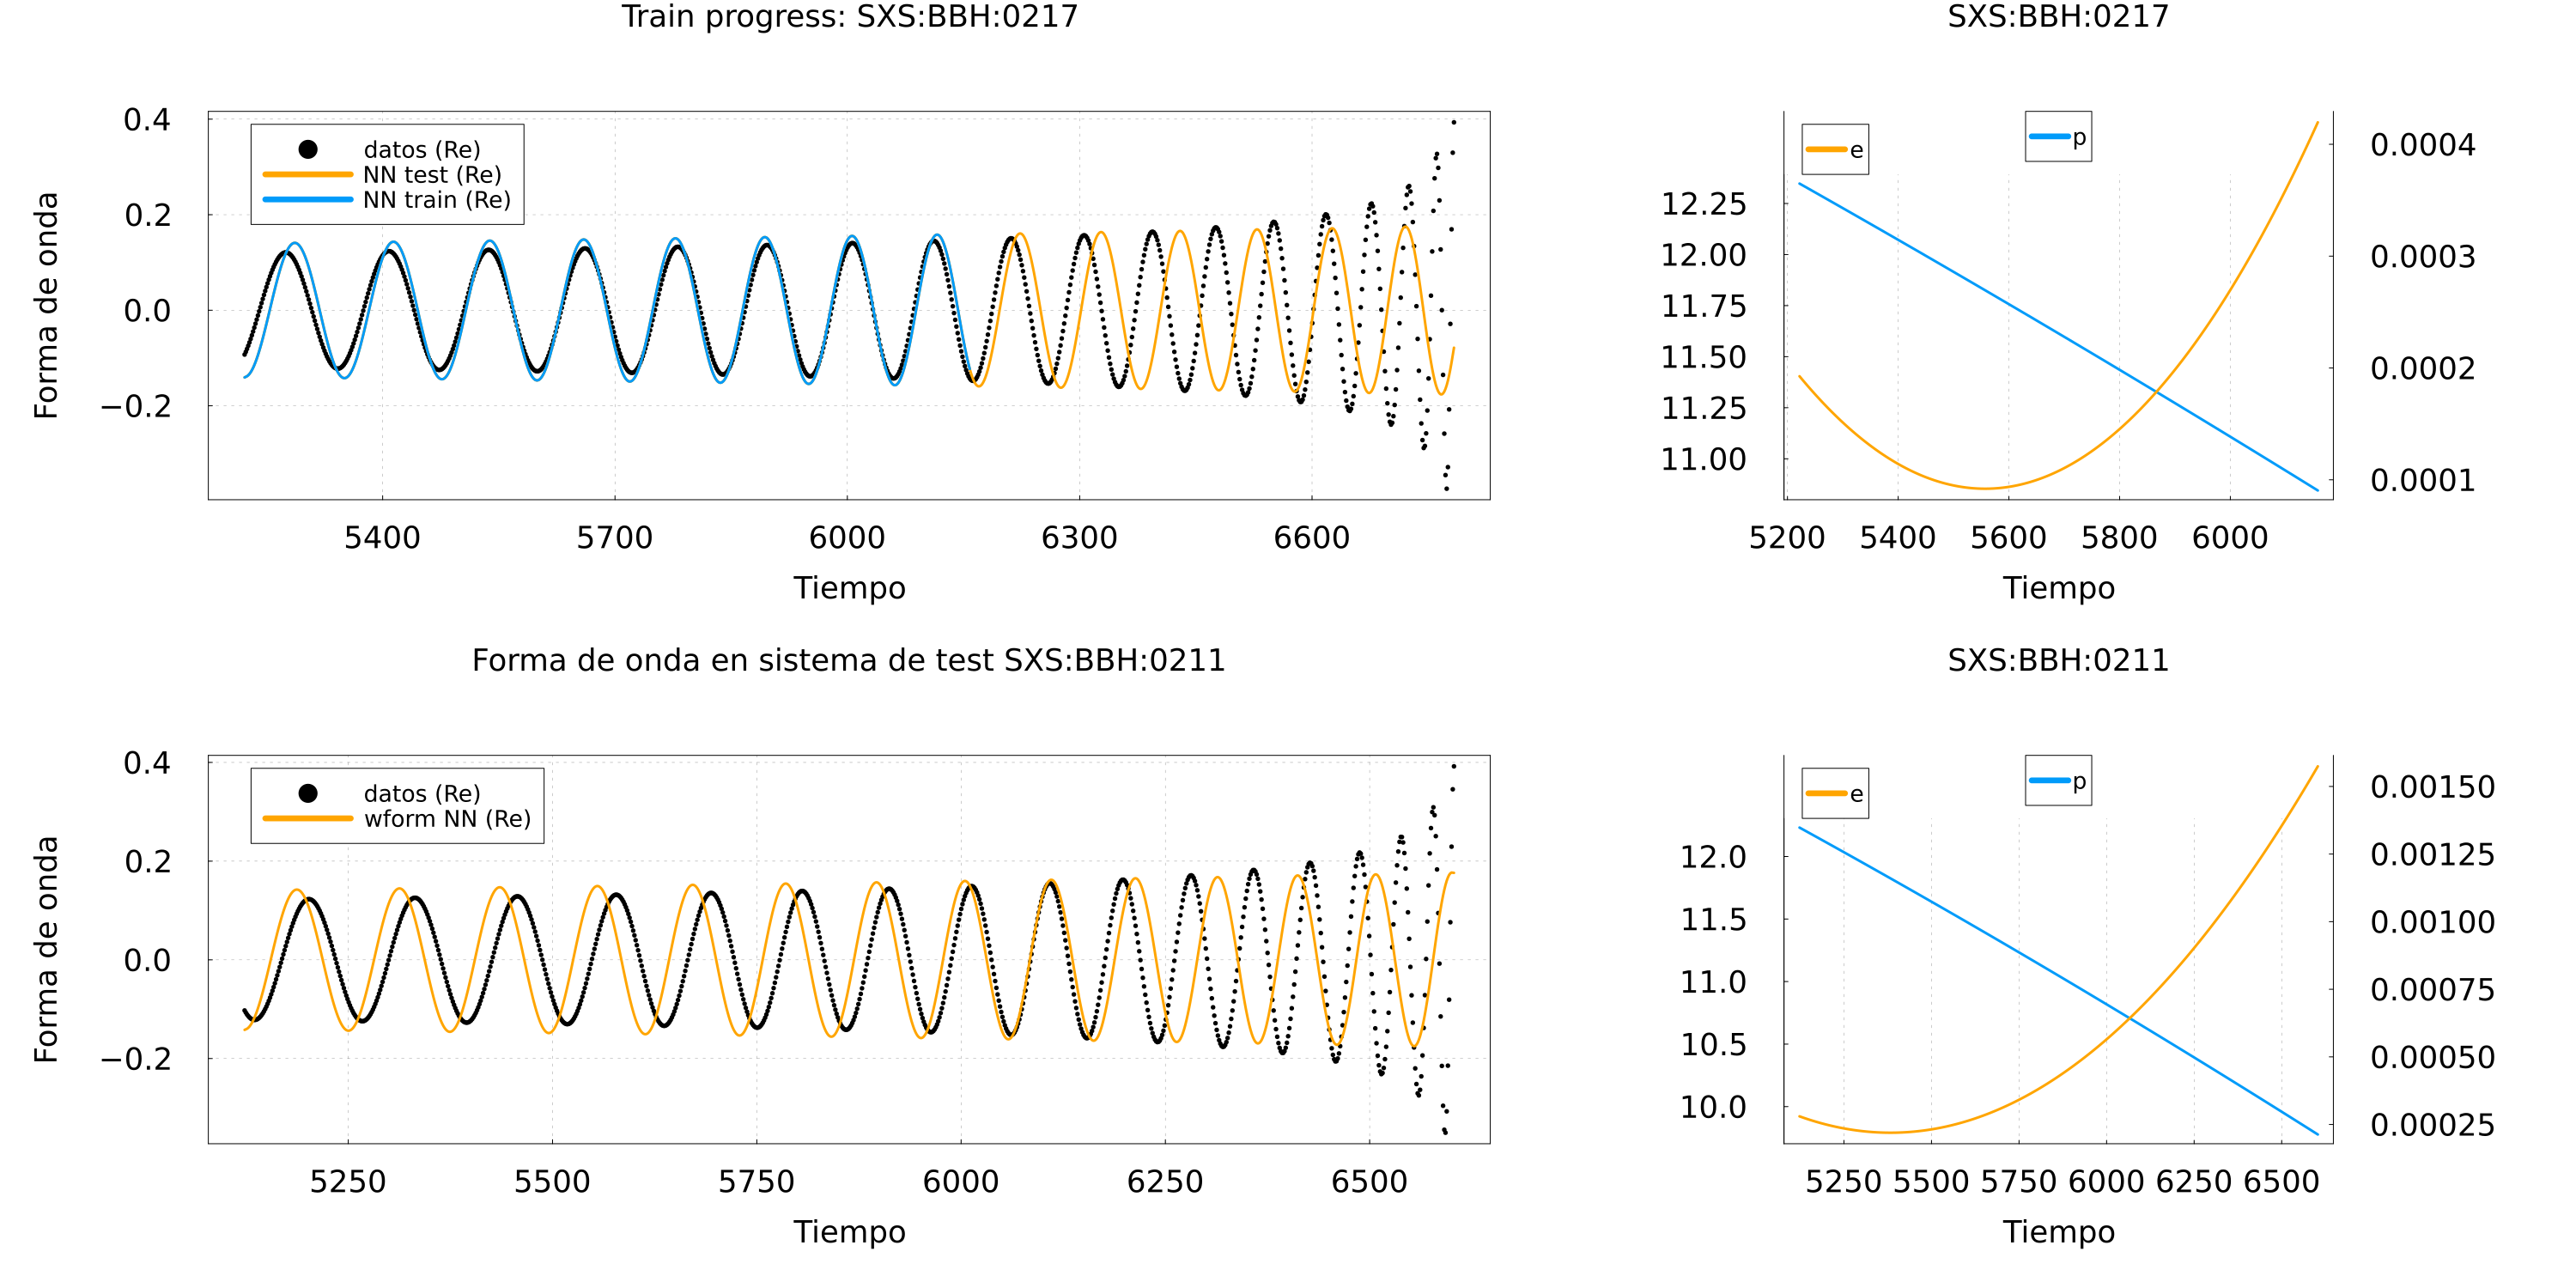 Train progress: SXS:BBH:0217
0.4
0.2
0.0
−0.2
Forma de onda
datos (Re)
NN test (Re)
NN train (Re)
5400 5700 6000 6300 6600
Tiempo
SXS:BBH:0217
e
p
12.25
12.00
11.75
11.50
11.25
11.00
0.0004
0.0003
0.0002
0.0001
5200 5400 5600 5800 6000
Tiempo
Forma de onda en sistema de test SXS:BBH:0211
0.4
0.2
0.0
−0.2
Forma de onda
datos (Re)
wform NN (Re)
5250 5500 5750 6000 6250 6500
Tiempo
SXS:BBH:0211
e
p
12.0
11.5
11.0
10.5
10.0
0.00150
0.00125
0.00100
0.00075
0.00050
0.00025
5250 5500 5750 6000 6250 6500
Tiempo